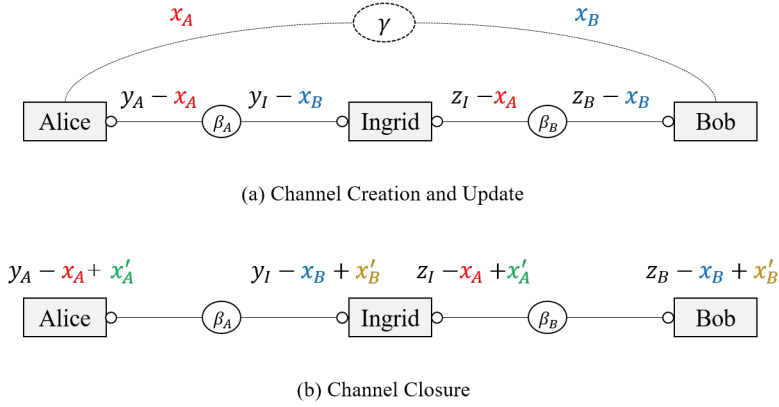 x_A γ x_B
y_A − x_A y_I − x_B z_I −x_A z_B − x_B
Alice β_A Ingrid β_B Bob
(a) Channel Creation and Update
y_A − x_A + x′_A y_I − x_B + x′_B z_I −x_A +x′_A z_B − x_B + x′_B
Alice β_A Ingrid β_B Bob
(b) Channel Closure